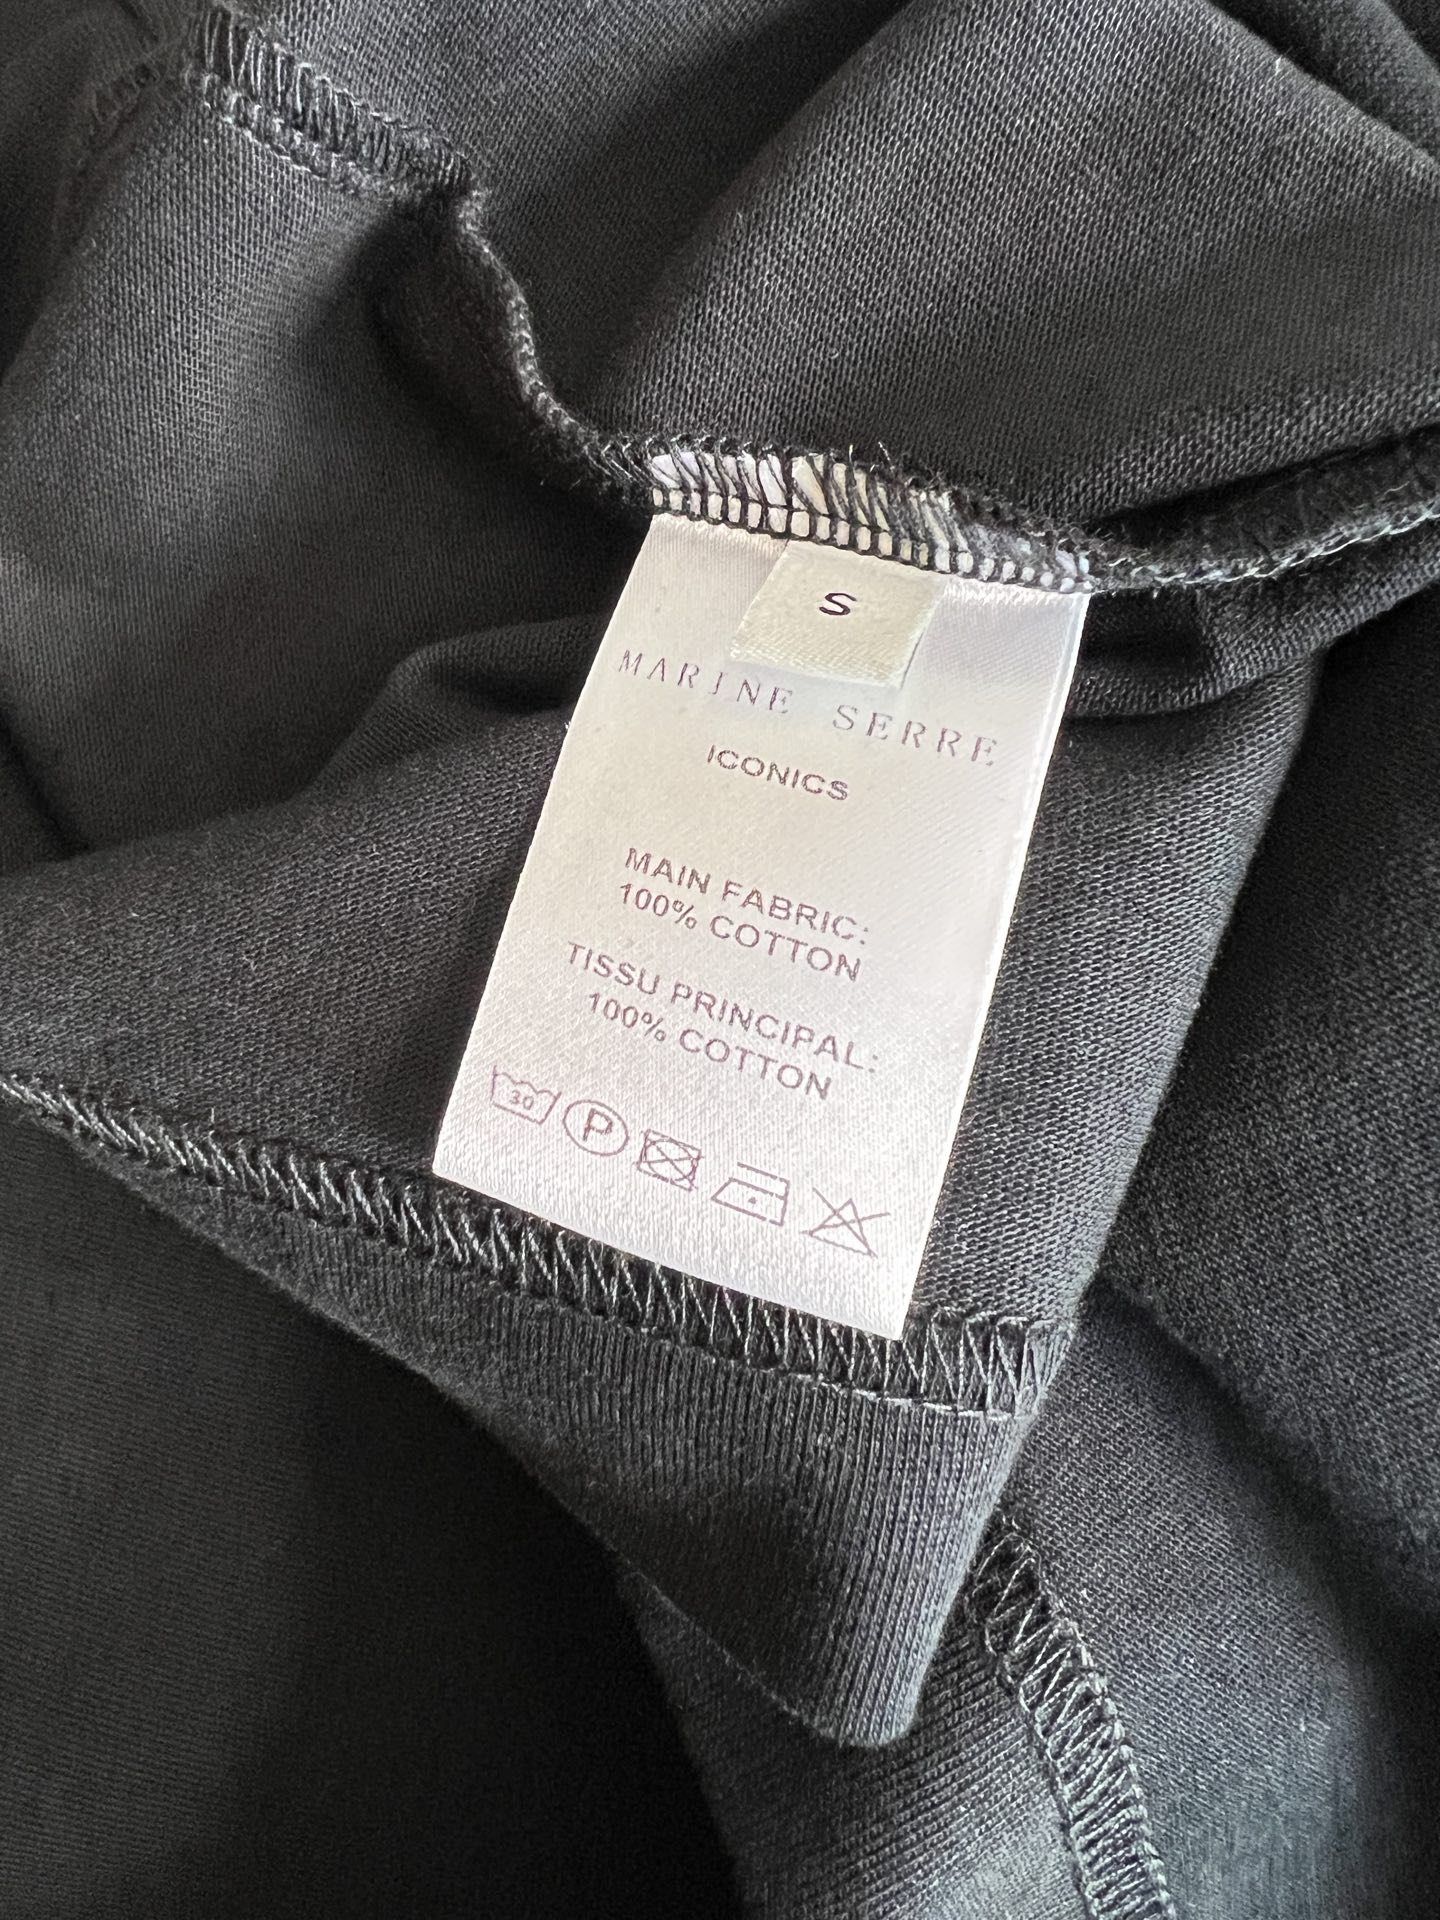 S
MARINE SERRE
ICONICS
MAIN FABRIC:
100% COTTON
TISSU PRINCIPAL:
100% COTTON
30 P